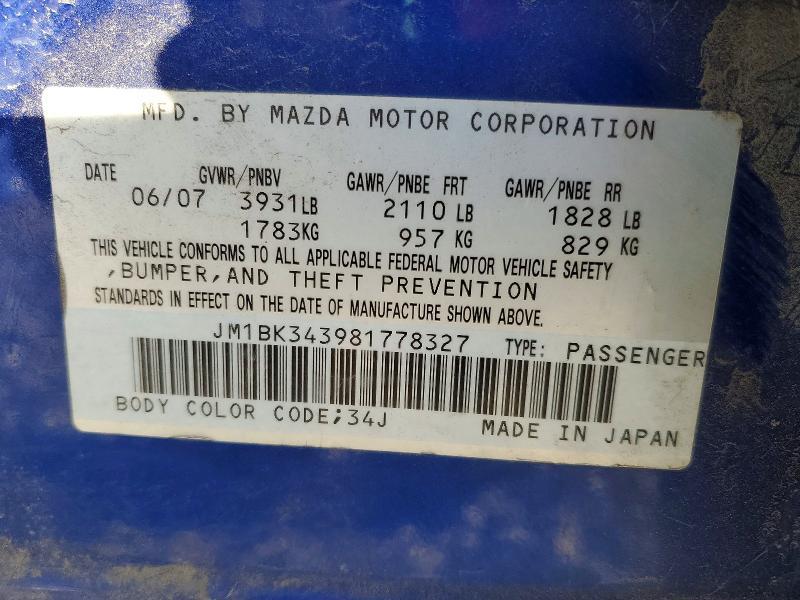 MFD. BY MAZDA MOTOR CORPORATION
DATE GVWR/PNBV GAWR/PNBE FRT GAWR/PNBE RR
06/07 3931LB 2110 LB 1828 LB
1783KG 957 KG 829 KG
THIS VEHICLE CONFORMS TO ALL APPLICABLE FEDERAL MOTOR VEHICLE SAFETY
,BUMPER,AND THEFT PREVENTION
STANDARDS IN EFFECT ON THE DATE OF MANUFACTURE SHOWN ABOVE.
JM1BK343981778327 TYPE: PASSENGER
BODY COLOR CODE;34J MADE IN JAPAN